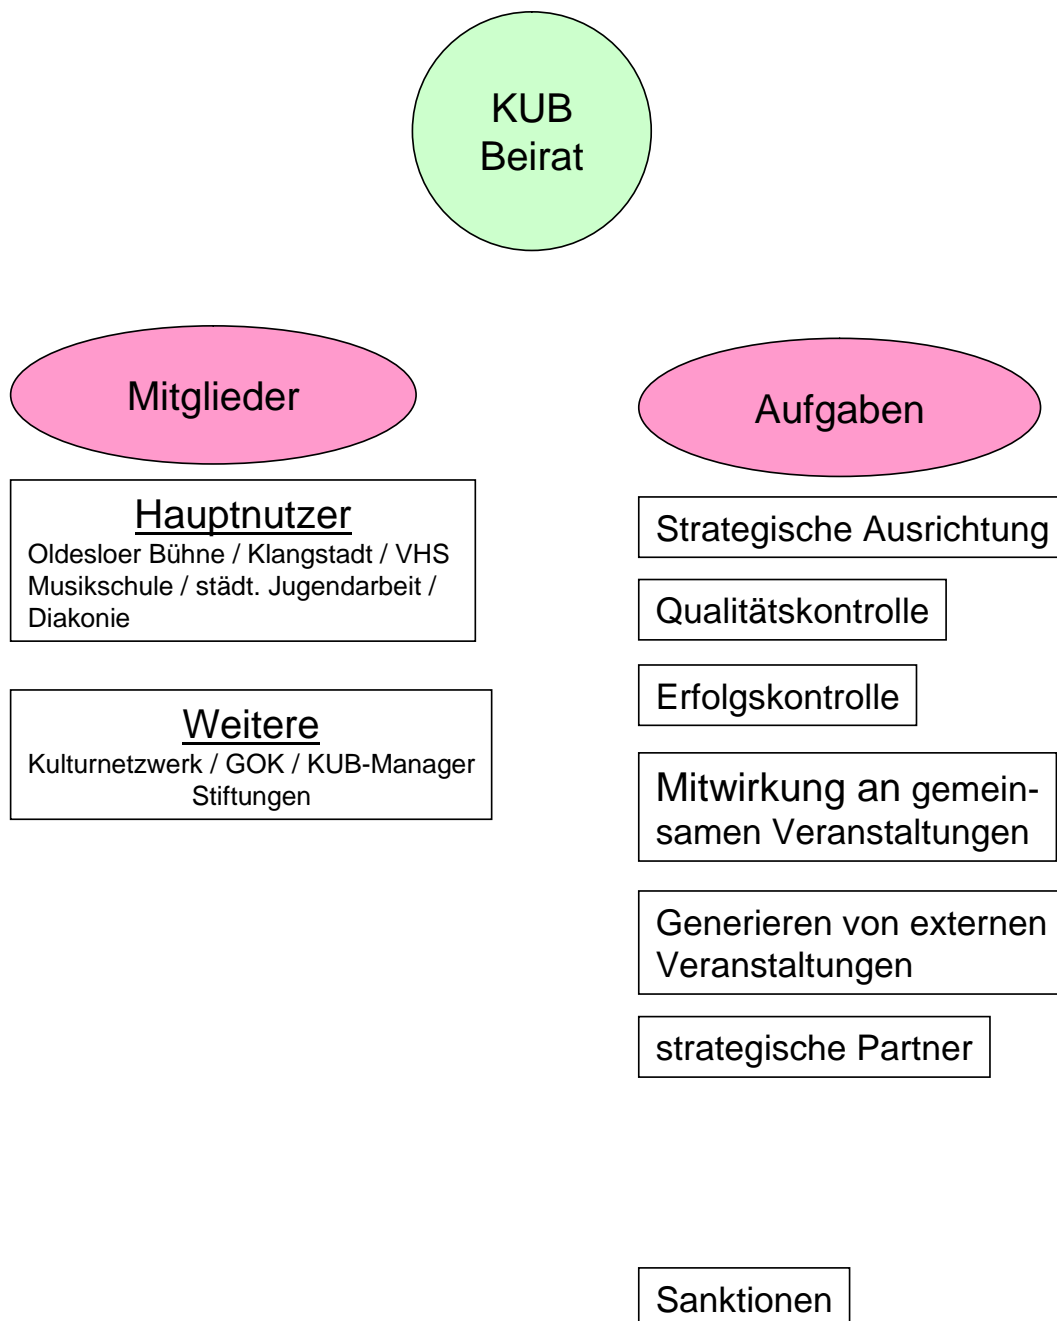 KUB
Beirat
Mitglieder
Hauptnutzer
Oldesloer Bühne / Klangstadt / VHS
Musikschule / städt. Jugendarbeit /
Diakonie
Weitere
Kulturnetzwerk / GOK / KUB-Manager
Stiftungen
Aufgaben
Strategische Ausrichtung
Qualitätskontrolle
Erfolgskontrolle
Mitwirkung an gemein-
samen Veranstaltungen
Generieren von externen
Veranstaltungen
strategische Partner
Sanktionen